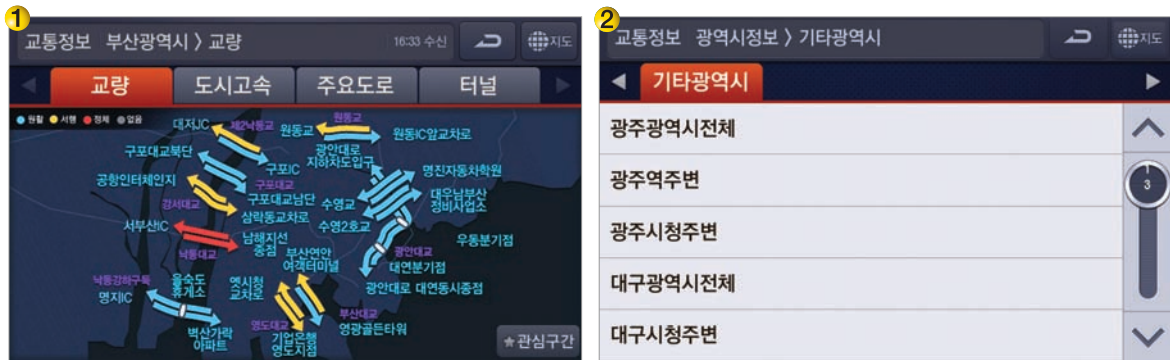 1
교통정보 부산광역시 > 교량
16:33 수신
지도
교량
도시고속
주요도로
터널
원활 서행 정체 없음
대저JC
제2낙동교
원동교
원동교
원동IC앞교차로
구포대교북단
구포IC
광안대로
지하차도입구
명진자동차학원
공항인터체인지
구포대교
구포대교남단
수영교
대우남부산
정비사업소
강서대교
삼락동교차로
수영2호교
서부산IC
남해지선
종점
우동분기점
낙동대교
부산연안
여객터미널
광안대교
대연분기점
낙동강하구둑
을숙도
휴게소
옛시청
교차로
광안대로 대연동시종점
명지IC
부산대교
영도대교
영광골든타워
벽산가락
아파트
기업은행
영도지점
★관심구간
2
교통정보 광역시정보 > 기타광역시
지도
기타광역시
광주광역시전체
광주역주변
광주시청주변
대구광역시전체
대구시청주변
3